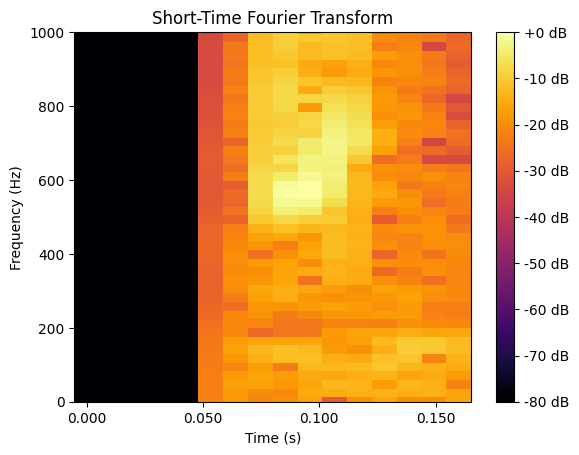 Short-Time Fourier Transform
1000
800
600
400
200
0
Frequency (Hz)
0.000
0.050
0.100
0.150
Time (s)
+0 dB
-10 dB
-20 dB
-30 dB
-40 dB
-50 dB
-60 dB
-70 dB
-80 dB